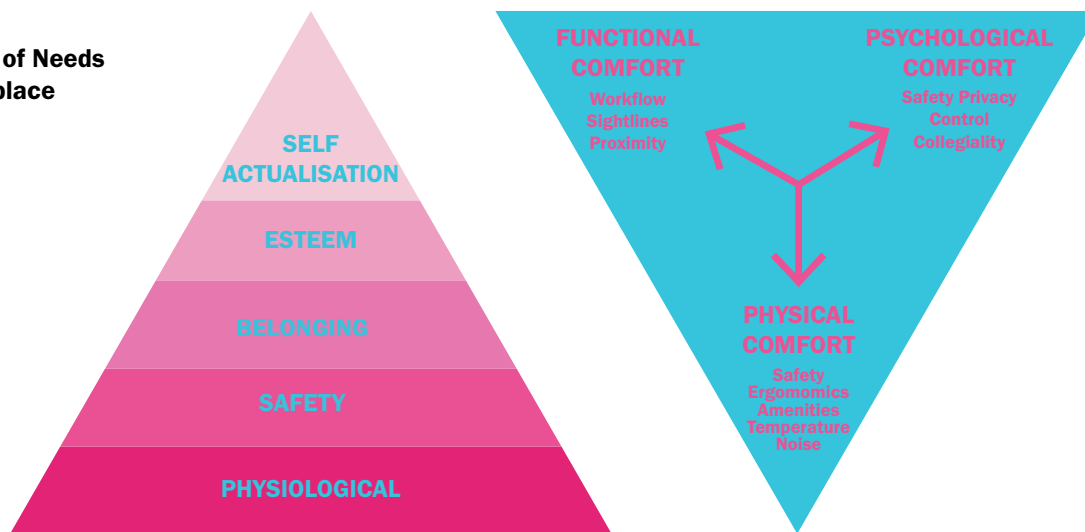 of Needs
place
SELF
ACTUALISATION
ESTEEM
BELONGING
SAFETY
PHYSIOLOGICAL
FUNCTIONAL
COMFORT
Workflow
Sightlines
Proximity
PSYCHOLOGICAL
COMFORT
Safety Privacy
Control
Collegiality
PHYSICAL
COMFORT
Safety
Ergomomics
Amenities
Temperature
Noise